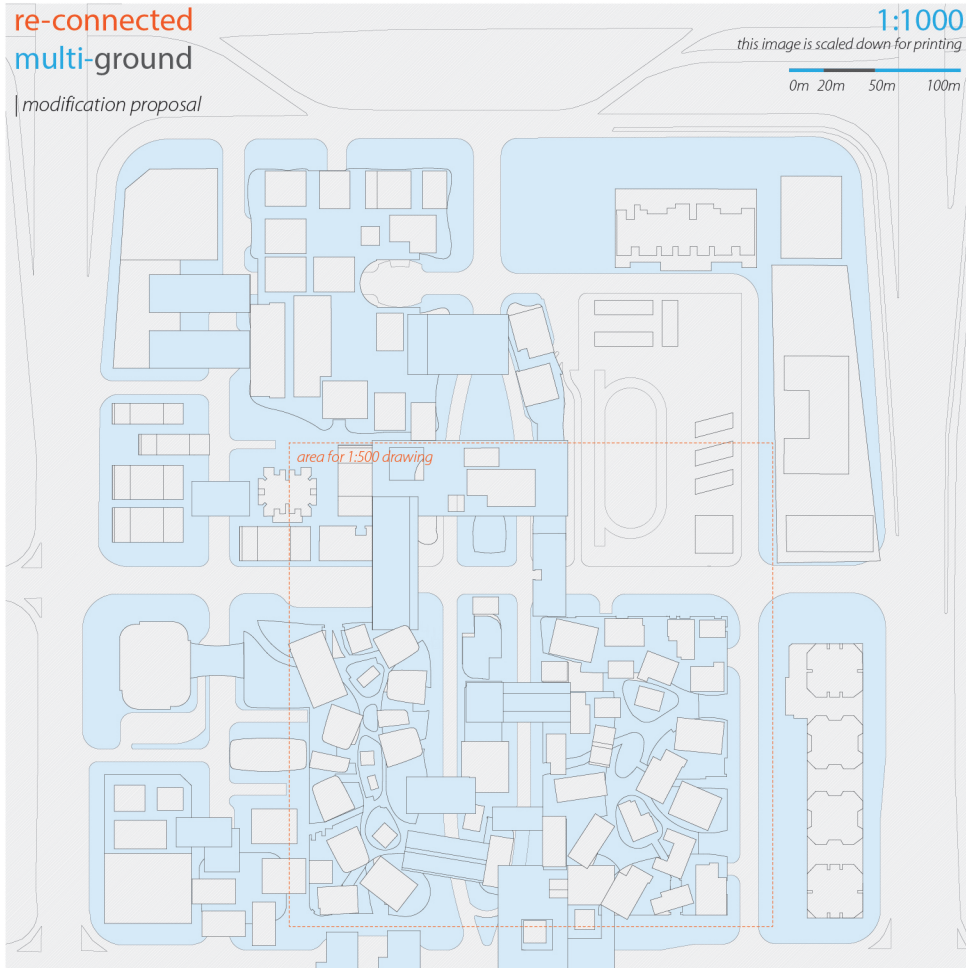 re-connected
multi-ground
| modification proposal
1:1000
this image is scaled down for printing
0m 20m 50m 100m
area for 1:500 drawing